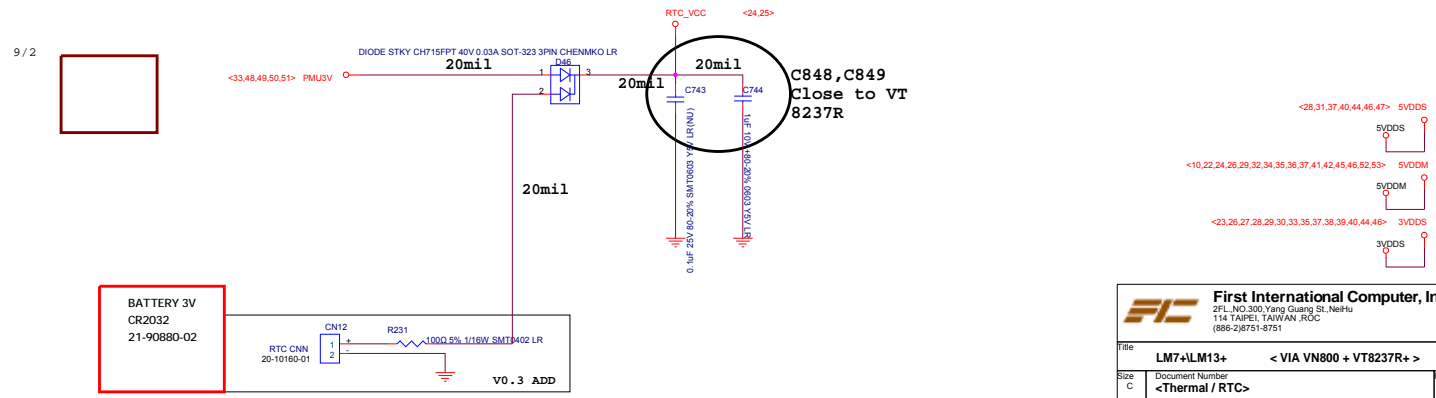 9/2
RTC_VCC <24,25>
DIODE STKY CH715FPT 40V 0.03A SOT-323 3PIN CHENMKO LR
D46
<33,48,49,50,51> PMU3V
20mil
1
2
3
20mil
20mil
C743
C744
C848,C849
Close to VT
8237R
0.1uF 25V 80-20% SMT0603 Y5V LR(NU)
1uF 10V +80-20% 0603 Y5V LR
20mil
<28,31,37,40,44,46,47> 5VDDS
5VDDS
<10,22,24,26,29,32,34,35,36,37,41,42,45,46,52,53> 5VDDM
5VDDM
<23,26,27,28,29,30,33,35,37,38,39,40,44,46> 3VDDS
3VDDS
BATTERY 3V
CR2032
21-90880-02
RTC CNN
20-10160-01
CN12
1 +
2 -
R231
100Ω 5% 1/16W SMT0402 LR
V0.3 ADD
FIC
First International Computer, In
2FL.,NO.300,Yang Guang St.,NeiHu
114 TAIPEI, TAIWAN ,ROC
(886-2)8751-8751
Title
LM7+\LM13+ < VIA VN800 + VT8237R+ >
Size
C
Document Number
<Thermal / RTC>